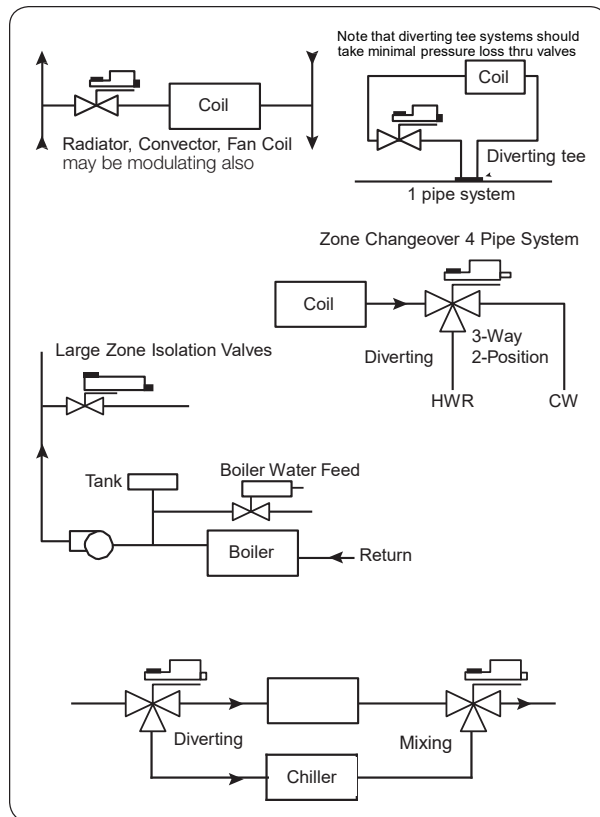 Note that diverting tee systems should
take minimal pressure loss thru valves
Coil
Coil
Radiator, Convector, Fan Coil
may be modulating also
Diverting tee
1 pipe system
Zone Changeover 4 Pipe System
Coil
3-Way
2-Position
Diverting
HWR
CW
Large Zone Isolation Valves
Boiler Water Feed
Tank
Boiler
Return
Diverting
Mixing
Chiller